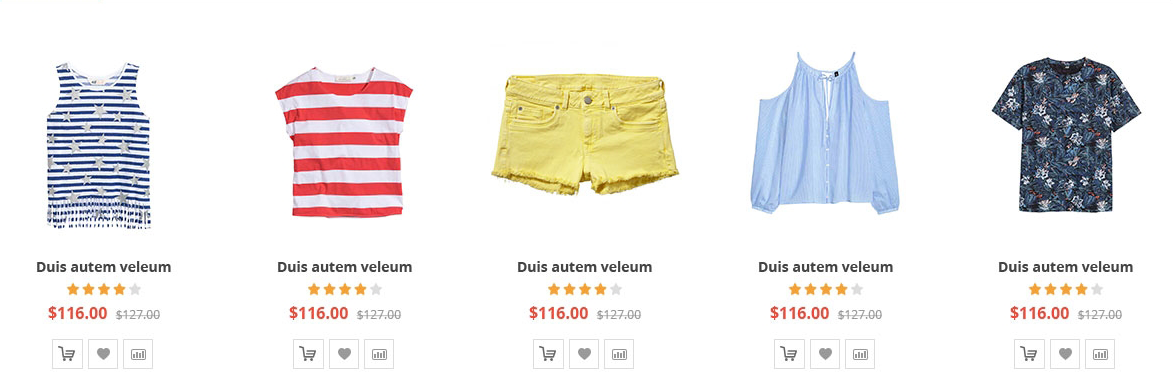 Duis autem veleum Duis autem veleum Duis autem veleum Duis autem veleum Duis autem veleum
$116.00 $127.00 $116.00 $127.00 $116.00 $127.00 $116.00 $127.00 $116.00 $127.00